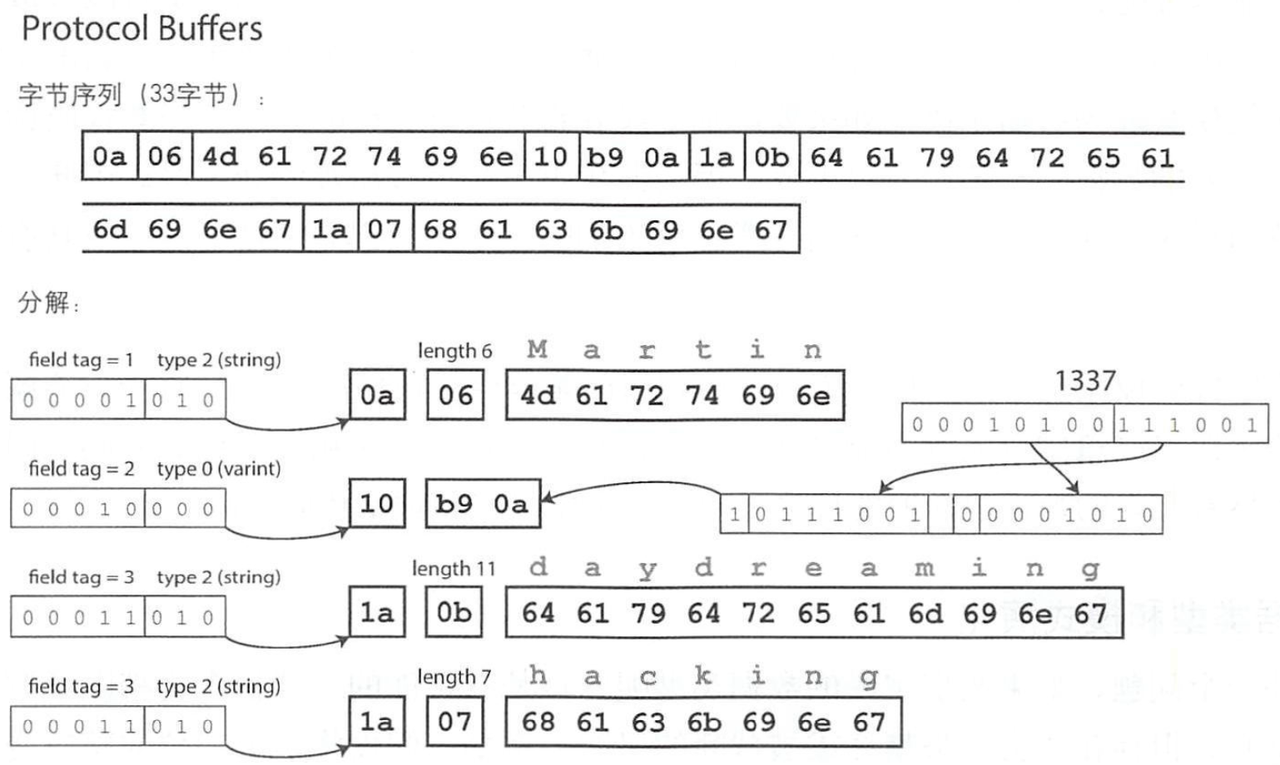 Protocol Buffers
字节序列（33字节）:
0a 06 4d 61 72 74 69 6e 10 b9 0a 1a 0b 64 61 79 64 72 65 61
6d 69 6e 67 1a 07 68 61 63 6b 69 6e 67
分解:
field tag = 1 type 2 (string) length 6 M a r t i n
0 0 0 0 1 0 1 0 0a 06 4d 61 72 74 69 6e
1337
0 0 0 1 0 1 0 0 1 1 1 0 0 1
field tag = 2 type 0 (varint)
0 0 0 1 0 0 0 0 10 b9 0a 1 0 1 1 1 0 0 1 0 0 0 0 1 0 1 0
field tag = 3 type 2 (string) length 11 d a y d r e a m i n g
0 0 0 1 1 0 1 0 1a 0b 64 61 79 64 72 65 61 6d 69 6e 67
field tag = 3 type 2 (string) length 7 h a c k i n g
0 0 0 1 1 0 1 0 1a 07 68 61 63 6b 69 6e 67